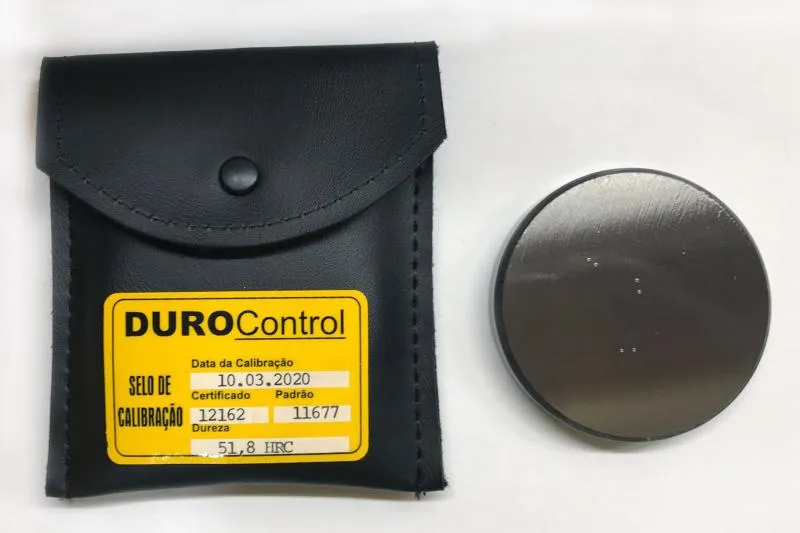 DUROControl
SELO DE
CALIBRAÇÃO
Data da Calibração
10.03.2020
Certificado Padrão
12162 11677
Dureza
51,8 HRC